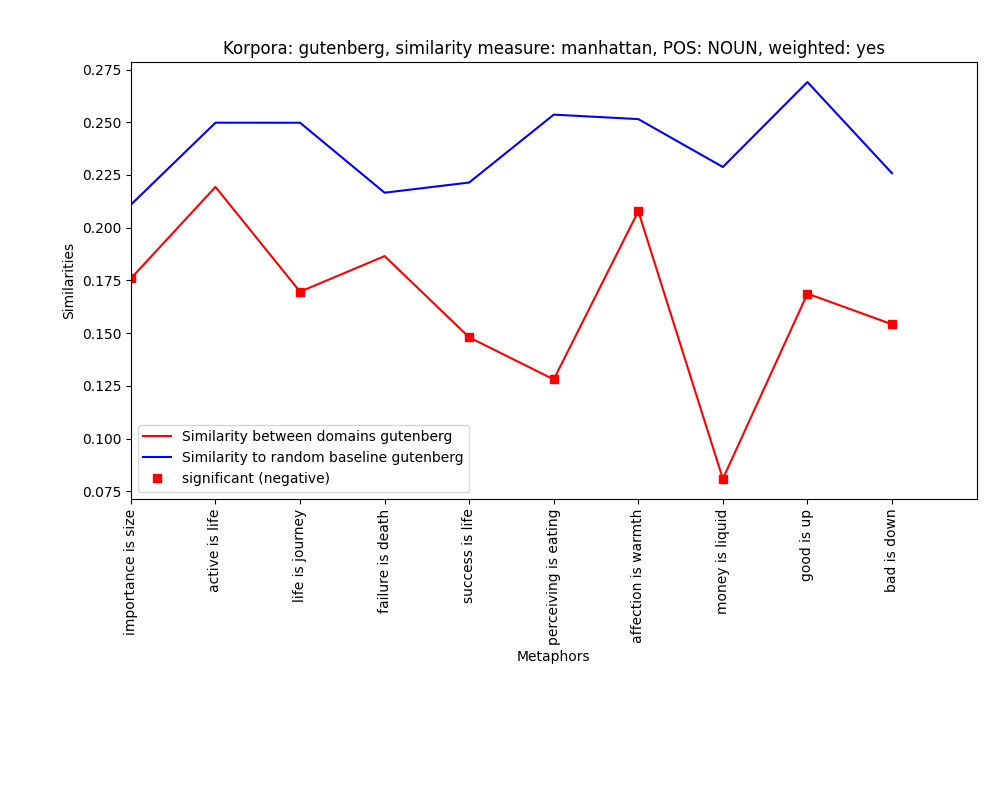 Korpora: gutenberg, similarity measure: manhattan, POS: NOUN, weighted: yes
Similarities
0.275
0.250
0.225
0.200
0.175
0.150
0.125
0.100
0.075
Similarity between domains gutenberg
Similarity to random baseline gutenberg
significant (negative)
importance is size
active is life
life is journey
failure is death
success is life
perceiving is eating
affection is warmth
money is liquid
good is up
bad is down
Metaphors